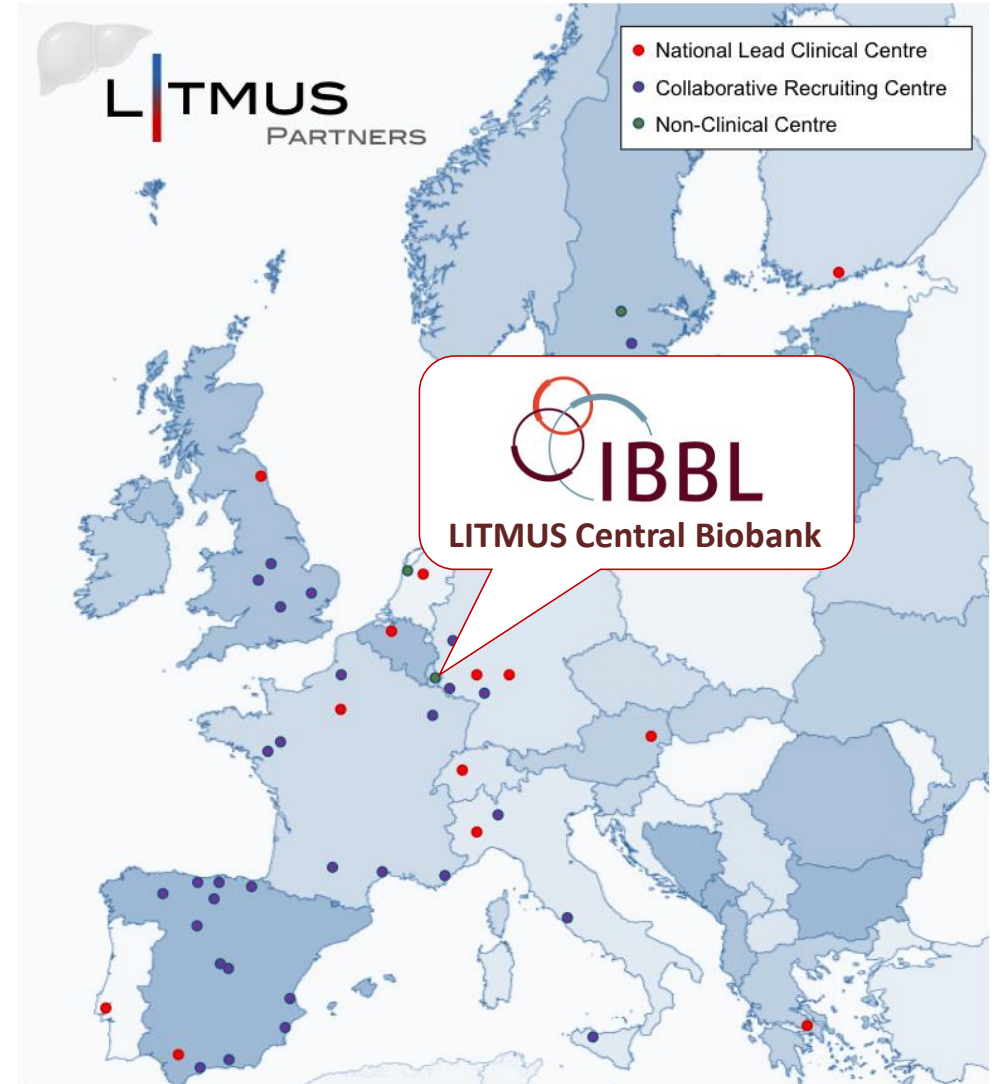 LITMUS
PARTNERS
National Lead Clinical Centre
Collaborative Recruiting Centre
Non-Clinical Centre
IBBL
LITMUS Central Biobank